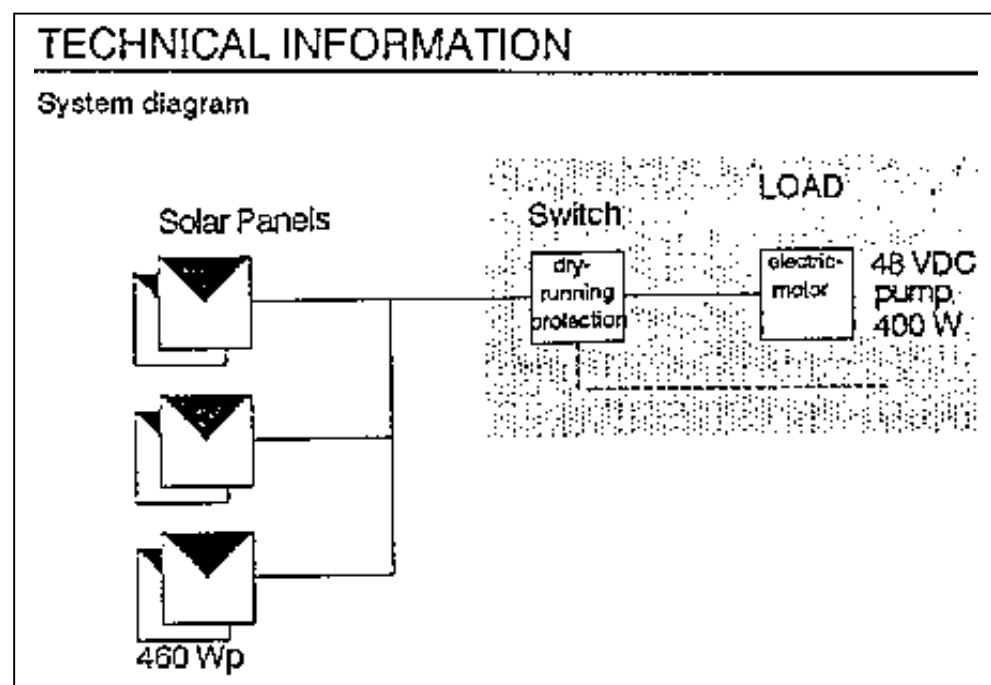 TECHNICAL INFORMATION
System diagram
LOAD
Switch
Solar Panels
dry-
running
protection
electric-
motor
48 VDC
pump.
400 W.
460 Wp